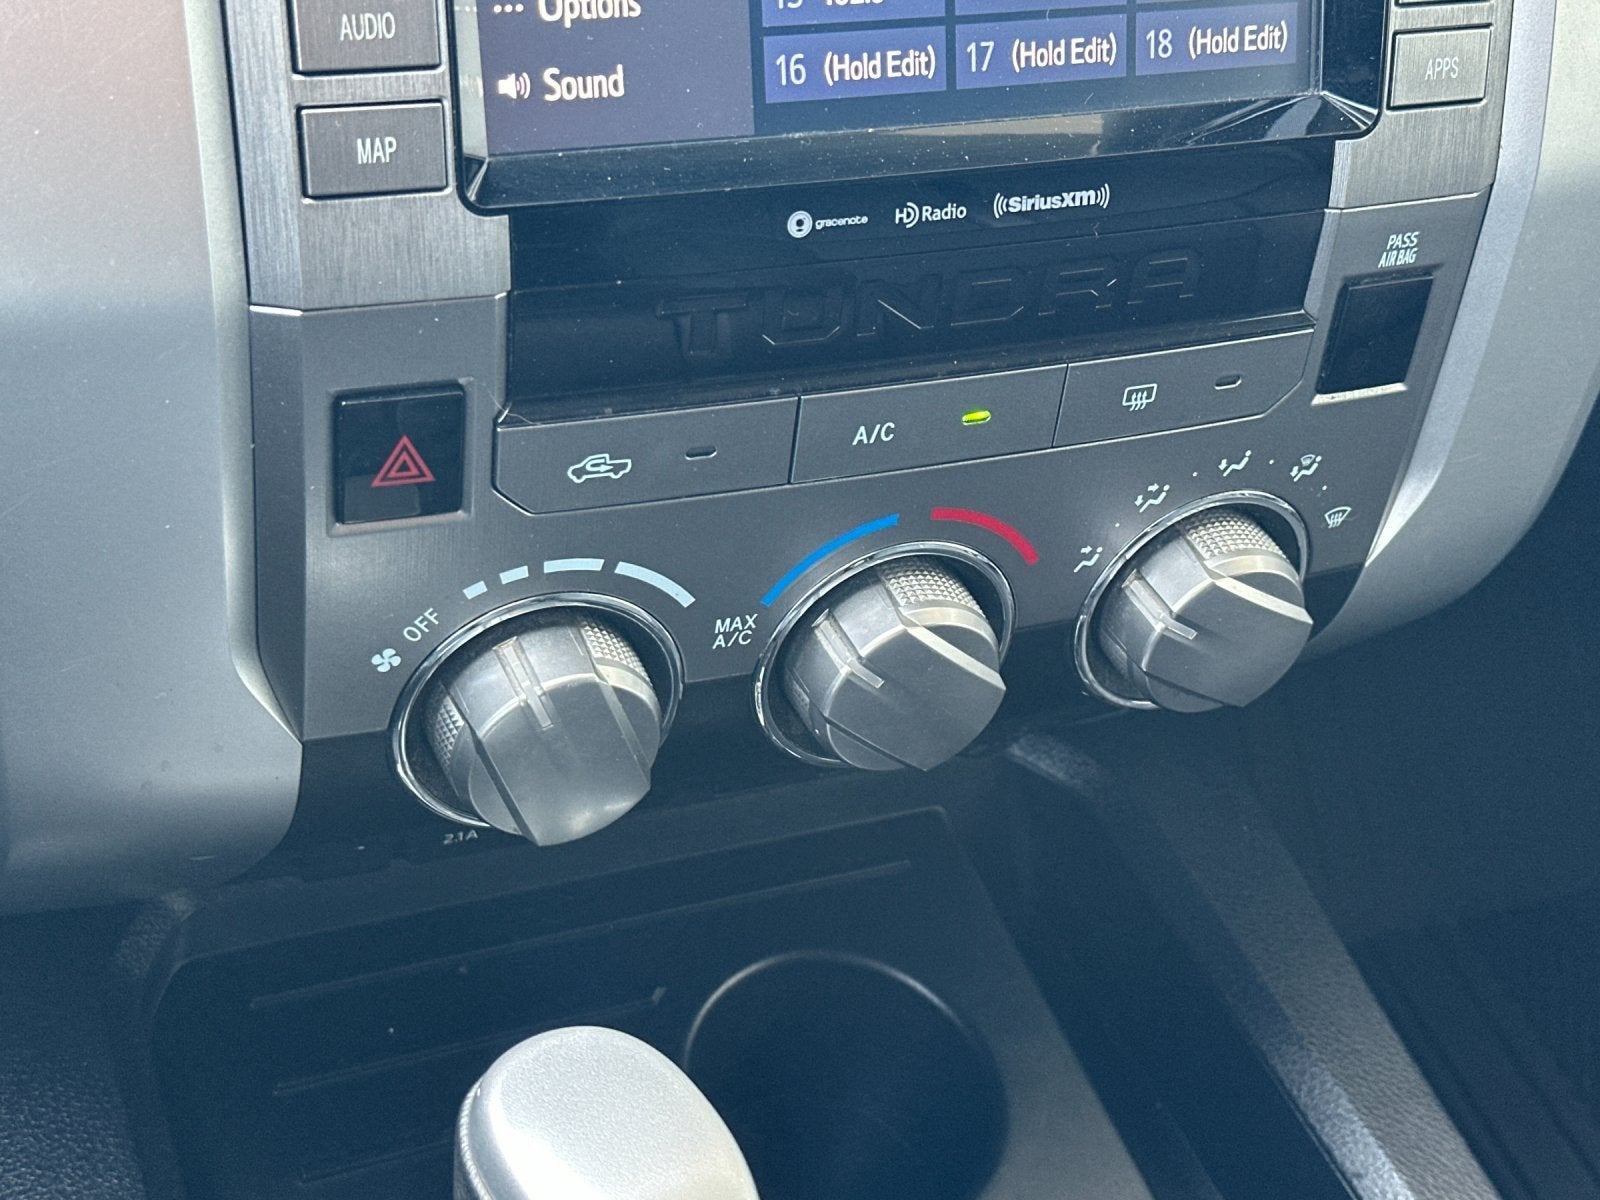 AUDIO
MAP
Options
Sound
16 (Hold Edit)
17 (Hold Edit)
18 (Hold Edit)
APPS
gracenote
HD Radio
SiriusXM
TUNDRA
PASS
AIR BAG
A/C
OFF
MAX
A/C
2.1A